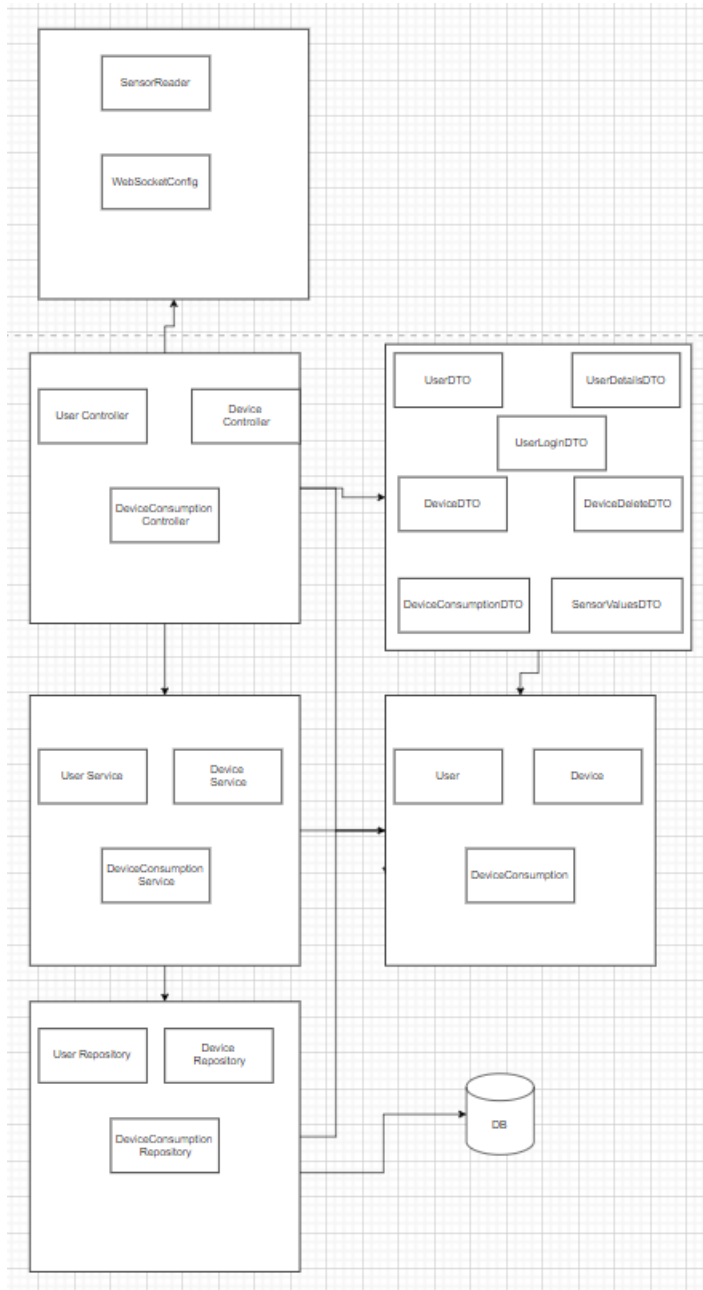 SensorReader
WebSocketConfig
User Controller
Device
Controller
DeviceConsumption
Controller
UserDTO
UserDetailsDTO
UserLoginDTO
DeviceDTO
DeviceDeleteDTO
DeviceConsumptionDTO
SensorValuesDTO
User Service
Device
Service
DeviceConsumption
Service
User
Device
DeviceConsumption
User Repository
Device
Repository
DeviceConsumption
Repository
DB